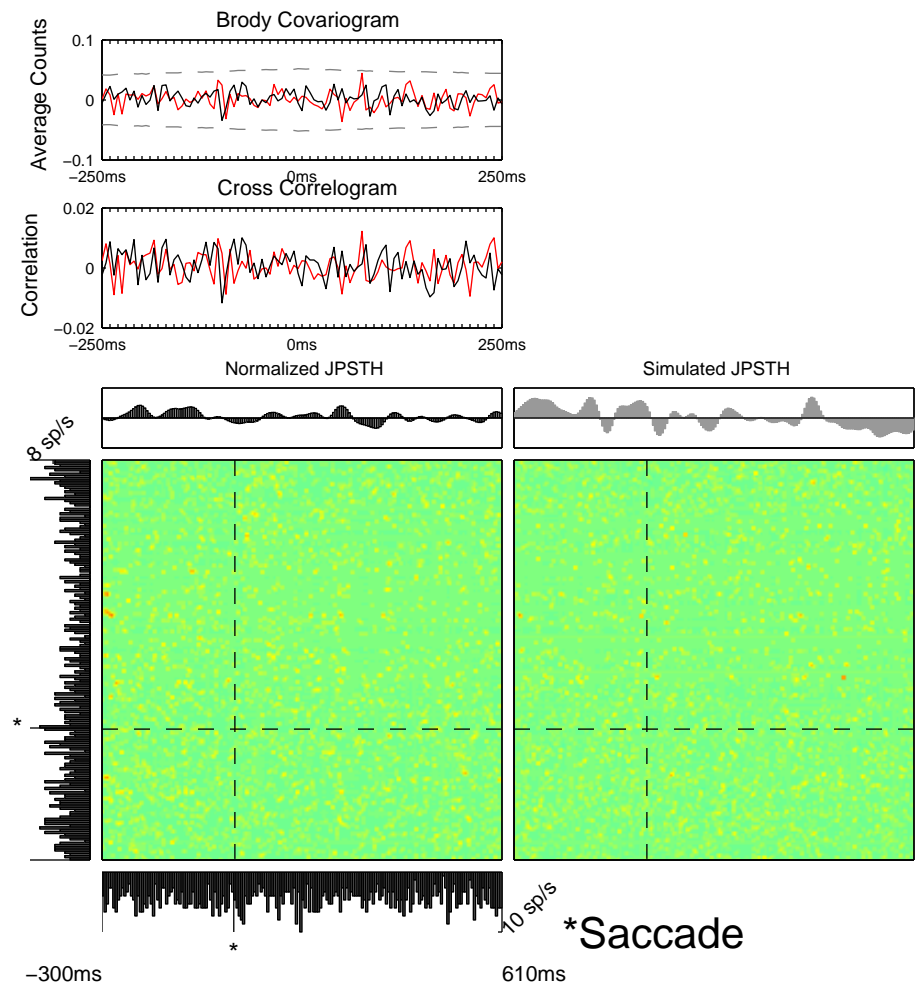 Brody Covariogram
0.1
0
−0.1
Average Counts
−250ms
0ms
250ms
Cross Correlogram
0.02
0
−0.02
Correlation
−250ms
0ms
250ms
Normalized JPSTH
Simulated JPSTH
8 sp/s
*
10 sp/s
*
*Saccade
−300ms
610ms